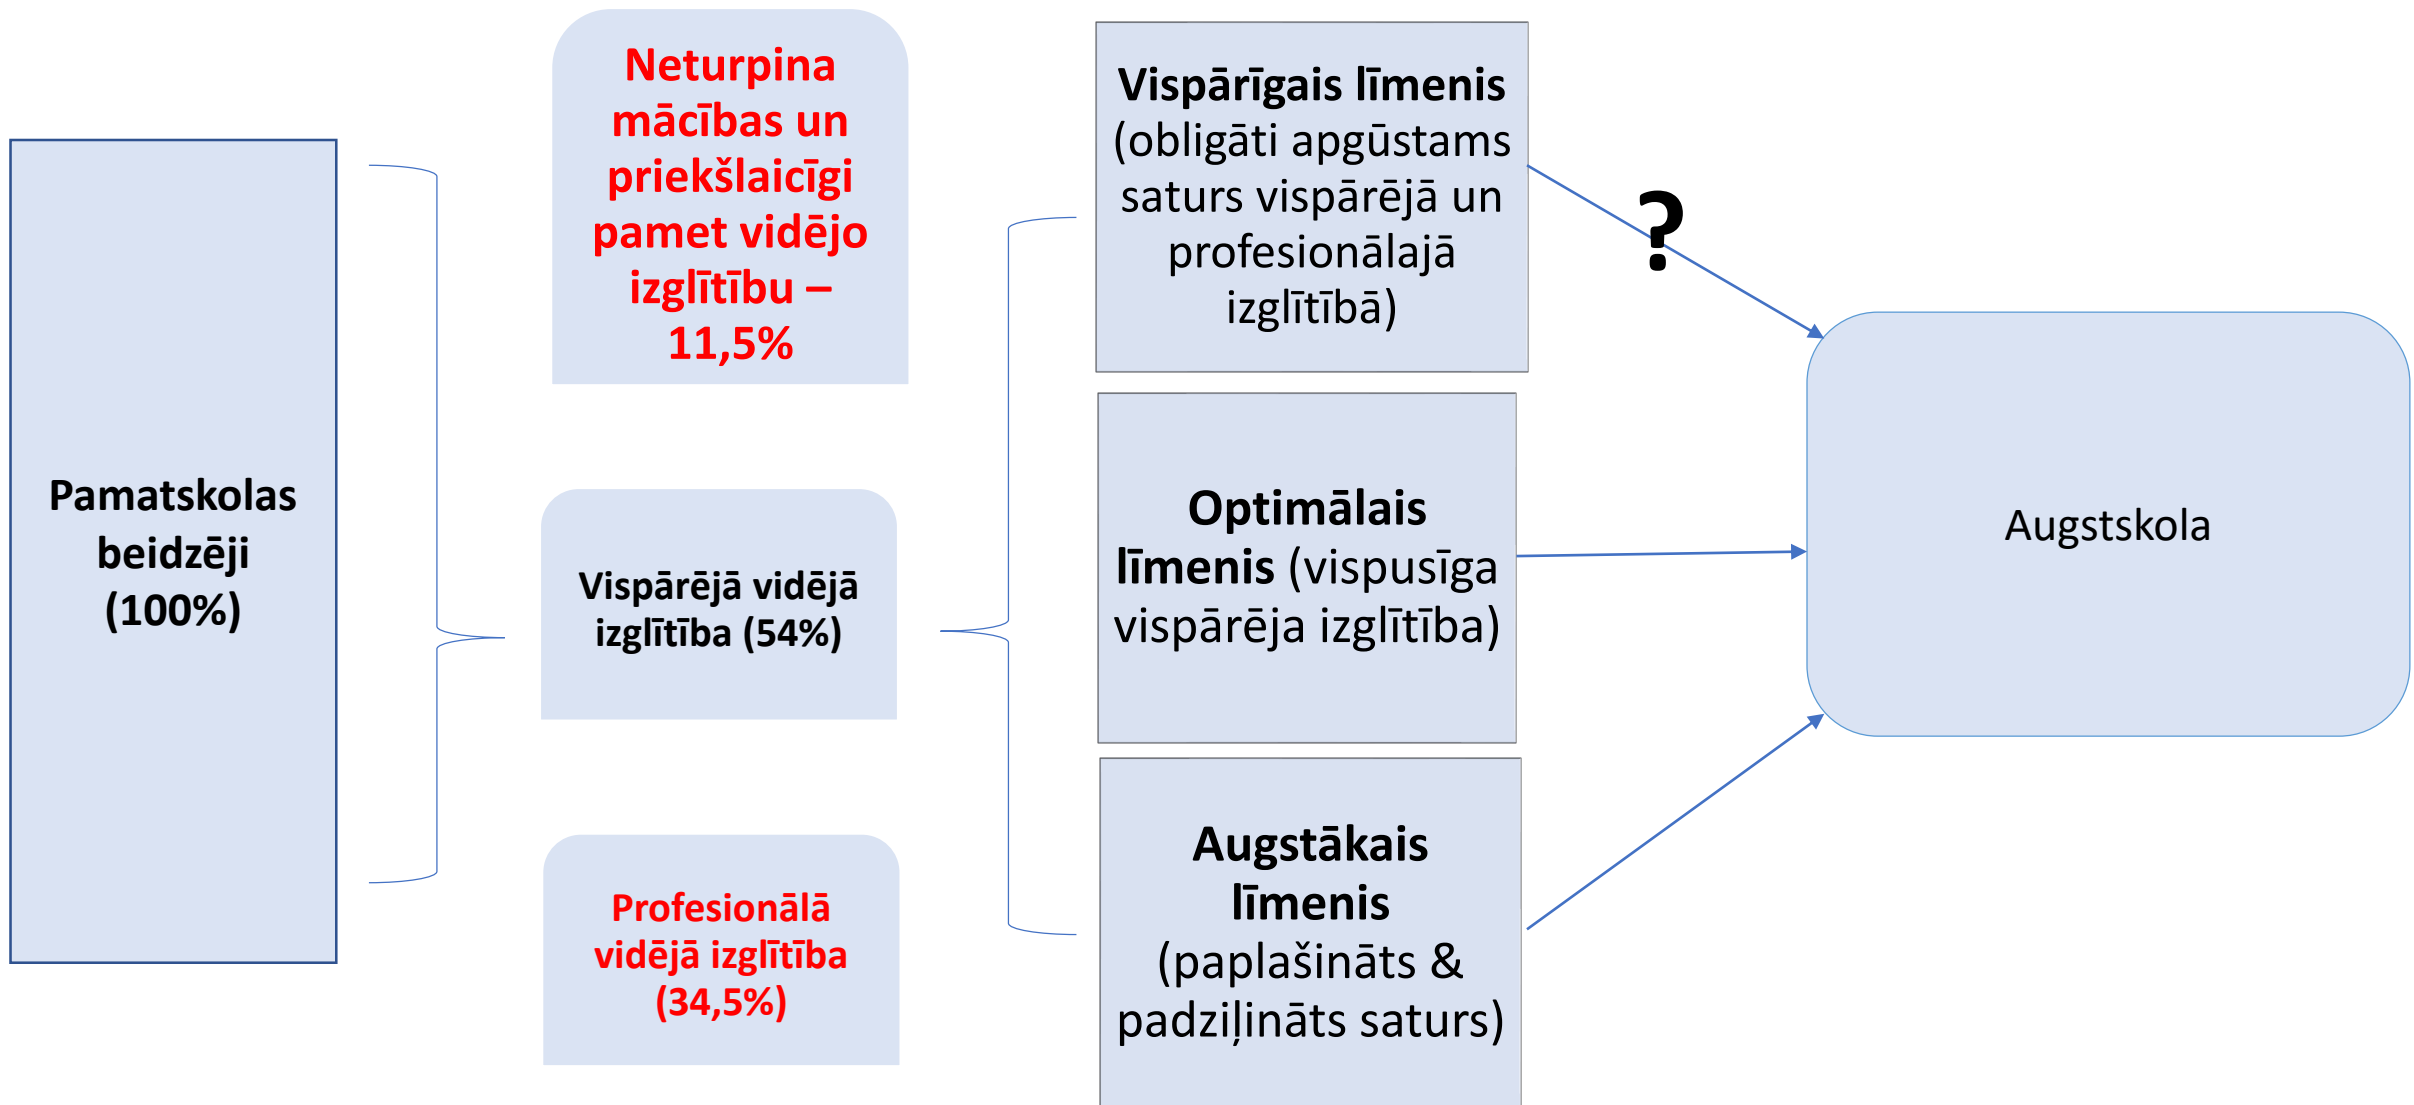 Pamatskolas
beidzēji
(100%)
Neturpina
mācības un
priekšlaicīgi
pamet vidējo
izglītību –
11,5%
Vispārējā vidējā
izglītība (54%)
Profesionālā
vidējā izglītība
(34,5%)
Vispārīgais līmenis
(obligāti apgūstams
saturs vispārējā un
profesionālajā
izglītībā)
Optimālais
līmenis (vispusīga
vispārēja izglītība)
Augstākais
līmenis
(paplašināts &
padziļināts saturs)
?
Augstskola